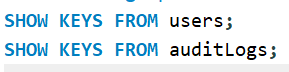 SHOW KEYS FROM users;
SHOW KEYS FROM auditLogs;